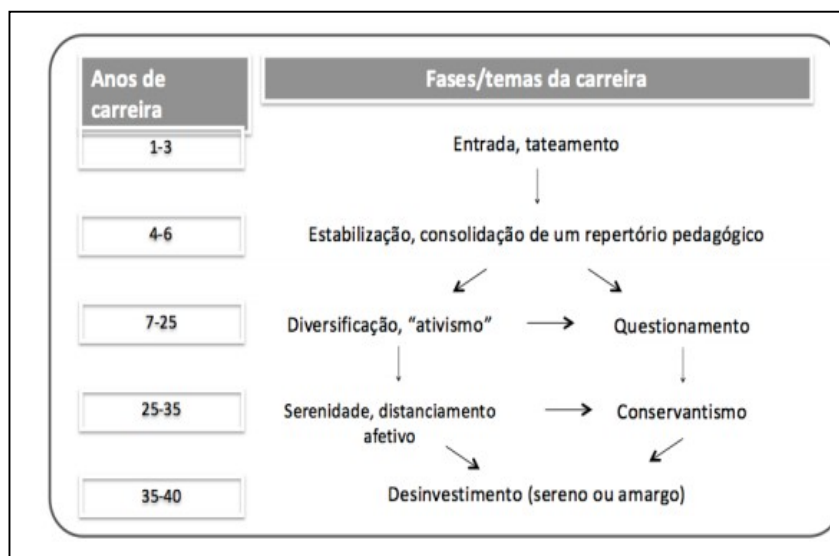 Anos de
carreira
Fases/temas da carreira
1-3
Entrada, tateamento
4-6
Estabilização, consolidação de um repertório pedagógico
7-25
Diversificação, “ativismo”
Questionamento
25-35
Serenidade, distanciamento
afetivo
Conservantismo
35-40
Desinvestimento (sereno ou amargo)